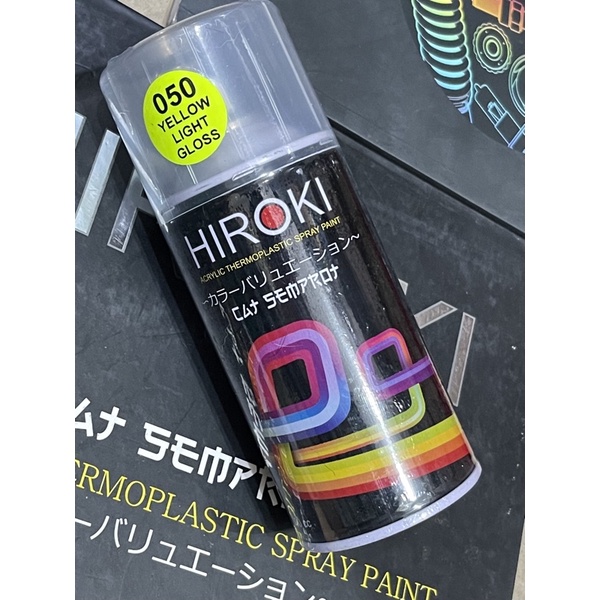 050
YELLOW
LIGHT
GLOSS
HIROKI
ACRYLIC THERMOPLASTIC SPRAY PAINT
~カラーバリュエーション~
CAT SEMPROT
CAT SEMPR
ERMOPLASTIC SPRAY PAINT
ーバリュエーション~